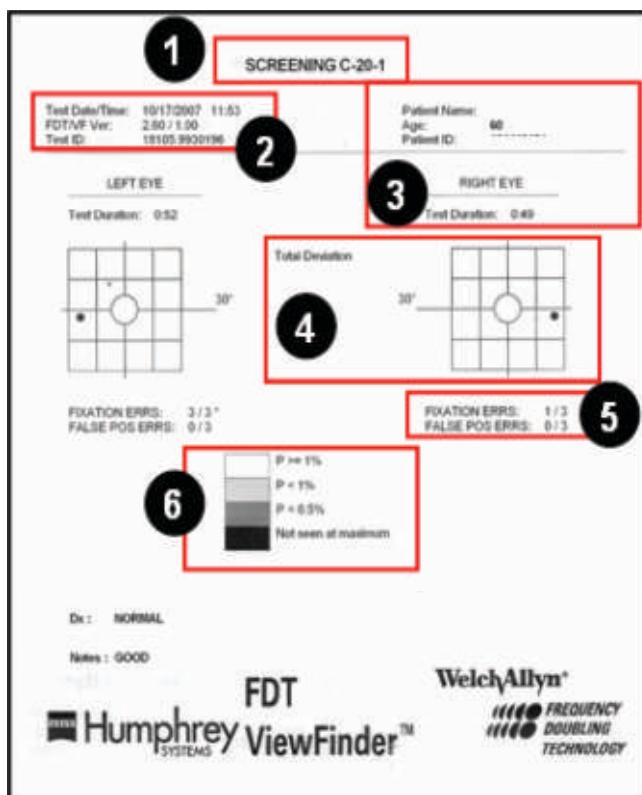 1
SCREENING C-20-1
Test Date/Time: 10/17/2007 11:53
FDT/VF Ver: 2.60 / 1.00
Test ID: 18105.9930196
2
Patient Name:
Age: 60
Patient ID:
3
LEFT EYE
RIGHT EYE
Test Duration: 0:52
Test Duration: 0:49
Total Deviation
30°
30°
4
FIXATION ERRS: 3 / 3 *
FALSE POS ERRS: 0 / 3
FIXATION ERRS: 1 / 3
FALSE POS ERRS: 0 / 3
5
6
P >= 1%
P < 1%
P < 0.5%
Not seen at maximum
Dx : NORMAL
Notes : GOOD
WelchAllyn
Humphrey
SYSTEMS
FDT
ViewFinder™
FREQUENCY
DOUBLING
TECHNOLOGY